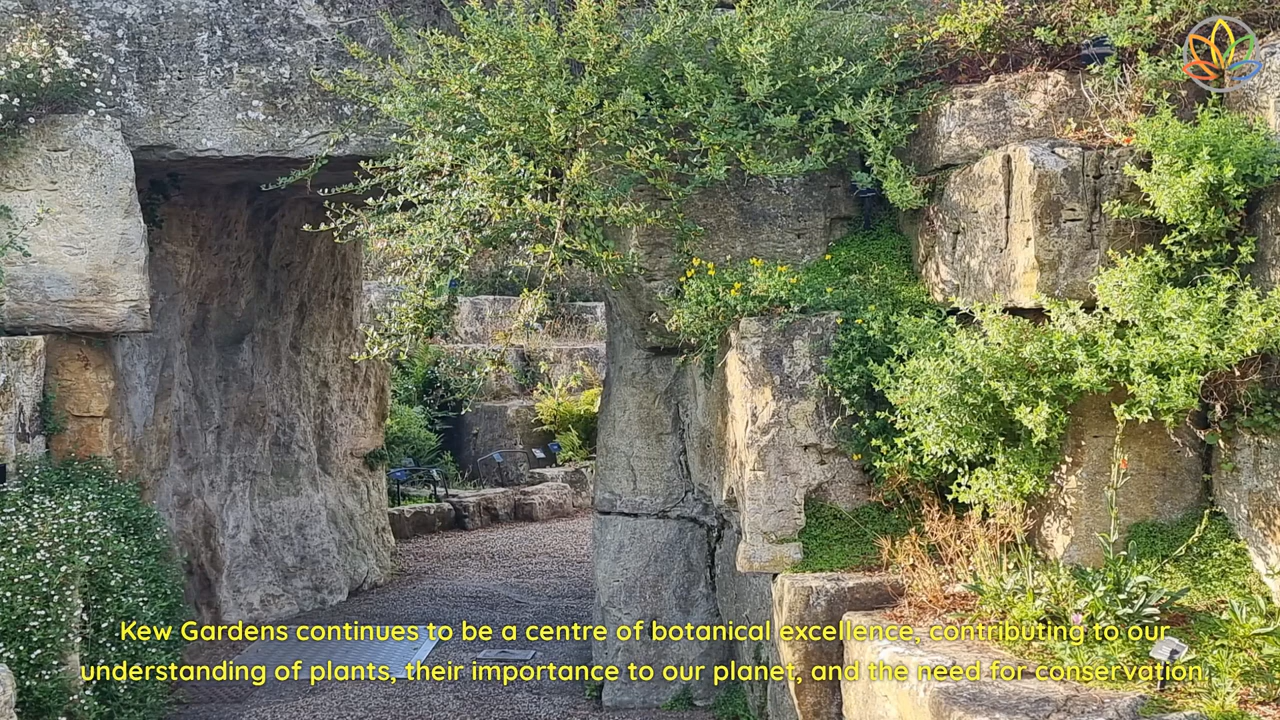 Kew Gardens continues to be a centre of botanical excellence, contributing to our
understanding of plants, their importance to our planet, and the need for conservation.